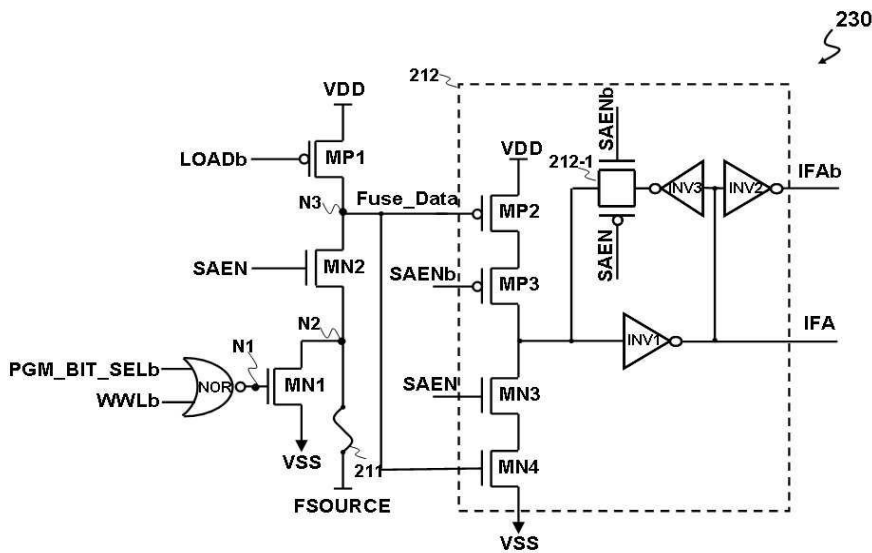 230
212
VDD
SAENb
VDD
LOADb
MP1
212-1
INV3
INV2
IFAb
N3
Fuse_Data
MP2
SAEN
SAEN
MN2
SAENb
MP3
N2
INV1
IFA
N1
PGM_BIT_SELb
NOR
MN1
SAEN
MN3
WWLb
VSS
211
MN4
FSOURCE
VSS